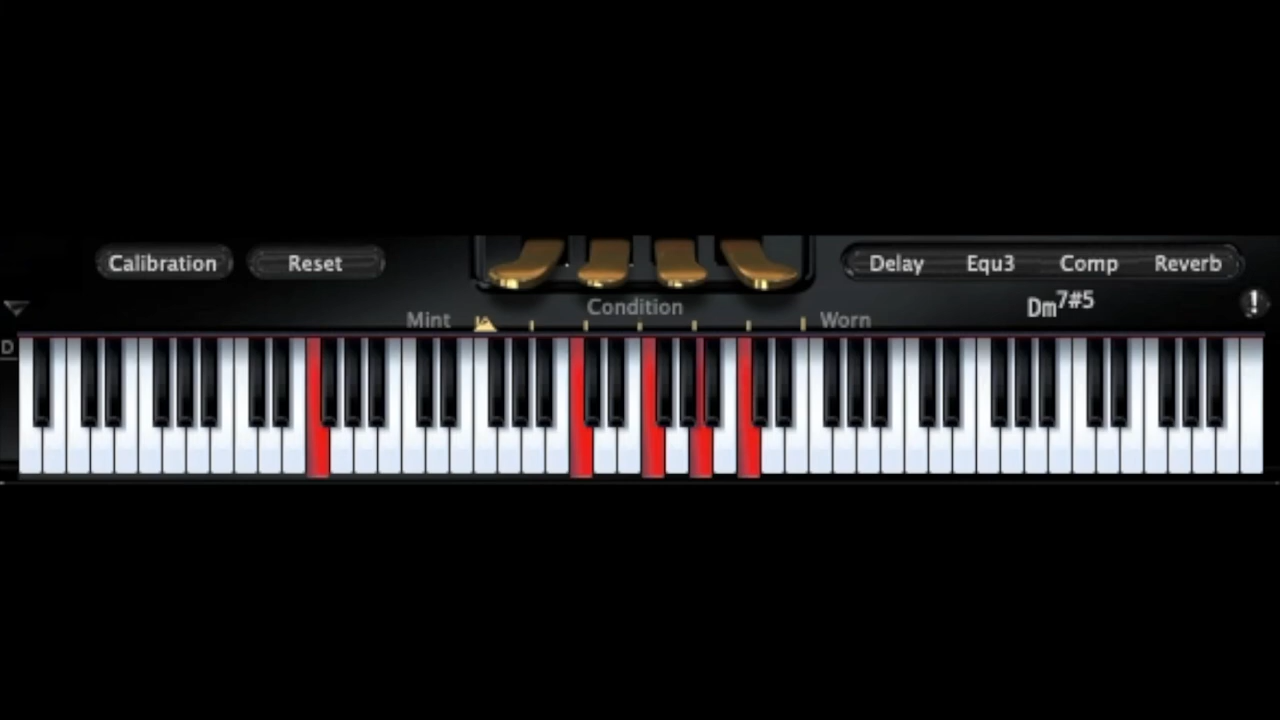 Calibration Reset Delay Equ3 Comp Reverb
Dm7#5 !
Mint Condition Worn
D